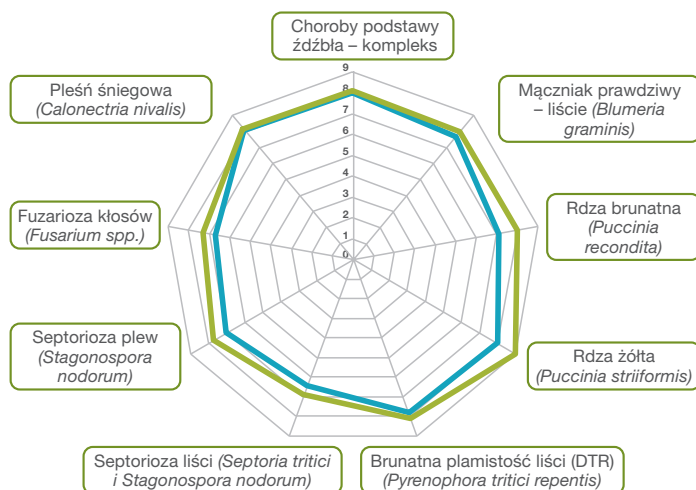 Choroby podstawy
źdźbła – kompleks
Pleśń śniegowa
(Calonectria nivalis)
Mączniak prawdziwy
– liście (Blumeria
graminis)
Fuzarioza kłosów
(Fusarium spp.)
Rdza brunatna
(Puccinia
recondita)
Septorioza plew
(Stagonospora
nodorum)
Rdza żółta
(Puccinia striiformis)
Septorioza liści (Septoria tritici
i Stagonospora nodorum)
Brunatna plamistość liści (DTR)
(Pyrenophora tritici repentis)
9
8
7
6
5
4
3
2
1
0